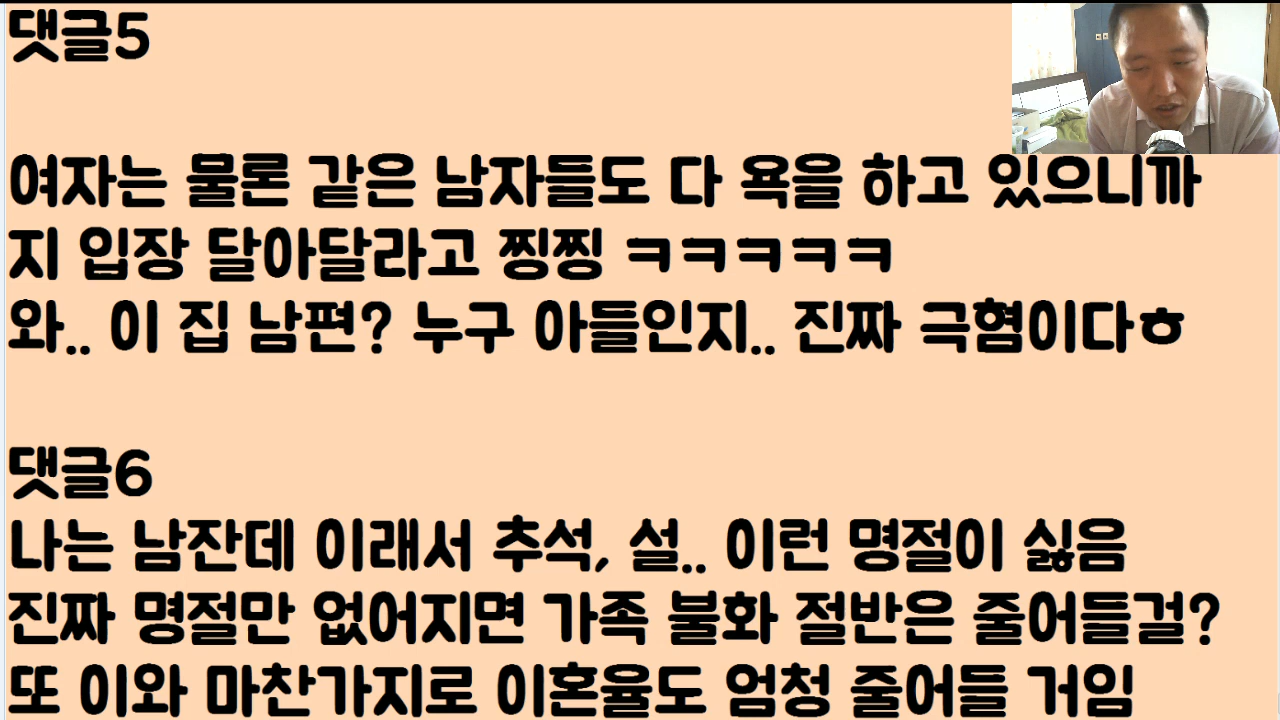 댓글5
여자는 물론 같은 남자들도 다 욕을 하고 있으니까
지 입장 달아달라고 찡찡 ㅋㅋㅋㅋㅋ
와.. 이 집 남편? 누구 아들인지.. 진짜 극혐이다ㅎ
댓글6
나는 남잔데 이래서 추석, 설.. 이런 명절이 싫음
진짜 명절만 없어지면 가족 불화 절반은 줄어들걸?
또 이와 마찬가지로 이혼율도 엄청 줄어들 거임